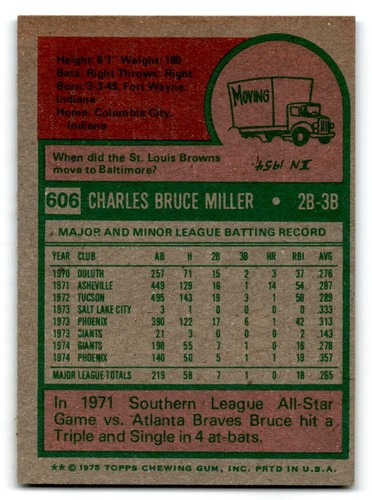 Height: 6'1" Weight: 185
Bats: Right Throws: Right
Born: 3-3-49, Fort Wayne,
Indiana
Home: Columbia City,
Indiana
MOVING
When did the St. Louis Browns
move to Baltimore?
IN 1954.
606 CHARLES BRUCE MILLER • 2B-3B
MAJOR AND MINOR LEAGUE BATTING RECORD
YEAR CLUB AB H 2B 3B HR RBI AVG
1970 DULUTH 257 71 15 2 3 37 .276
1971 ASHEVILLE 449 129 16 1 14 54 .287
1972 TUCSON 495 143 19 3 1 58 .289
1973 SALT LAKE CITY 3 1 0 0 0 0 .333
1973 PHOENIX 390 122 17 6 1 42 .313
1973 GIANTS 21 3 0 0 0 2 .143
1974 GIANTS 198 55 7 1 0 16 .278
1974 PHOENIX 140 50 5 1 1 19 .357
MAJOR LEAGUE TOTALS 219 58 7 1 0 18 .265
In 1971 Southern League All-Star
Game vs. Atlanta Braves Bruce hit a
Triple and Single in 4 at-bats.
** © 1975 TOPPS CHEWING GUM, INC. PRTD IN U.S.A.